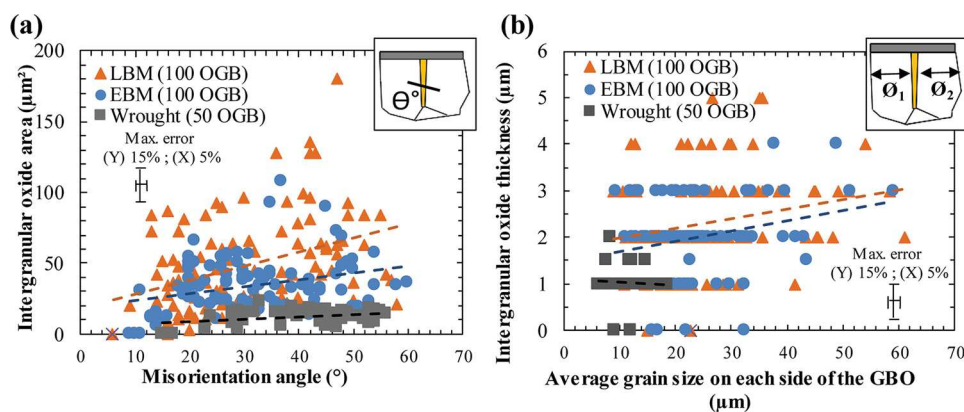 (a)
200
150
100
50
0
Intergranular oxide area (µm²)
LBM (100 OGB)
EBM (100 OGB)
Wrought (50 OGB)
Max. error
(Y) 15% ; (X) 5%
Θ°
0 10 20 30 40 50 60 70
Misorientation angle (°)
(b)
6
5
4
3
2
1
0
Intergranular oxide thickness (µm)
LBM (100 OGB)
EBM (100 OGB)
Wrought (50 OGB)
Ø1 Ø2
Max. error
(Y) 15% ; (X) 5%
0 10 20 30 40 50 60 70
Average grain size on each side of the GBO
(µm)